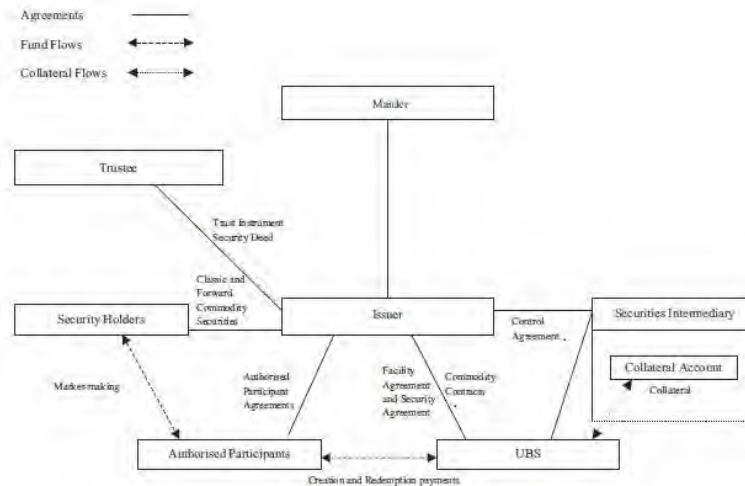 Agreements
Fund Flows
Collateral Flows
Trustee
Trust Instrument
Security Deed
Classic and
Forward
Commodity
Securities
Security Holders
Issuer
Control
Agreement
Securities Intermediary
Collateral Account
Collateral
Market-making
Authorised
Participant
Agreements
Facility
Agreement
and Security
Agreement
Commodity
Contracts
Authorised Participants
UBS
Creation and Redemption payments